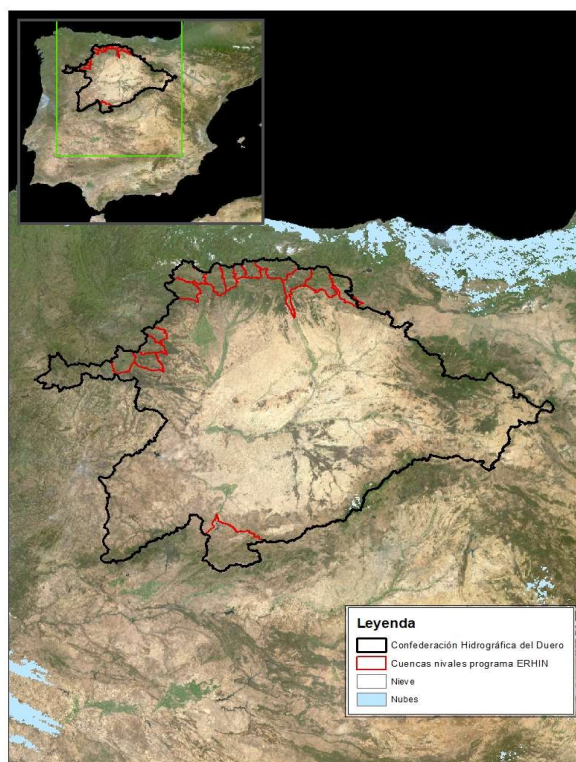 Leyenda
Confederación Hidrográfica del Duero
Cuencas nivales programa ERHIN
Nieve
Nubes